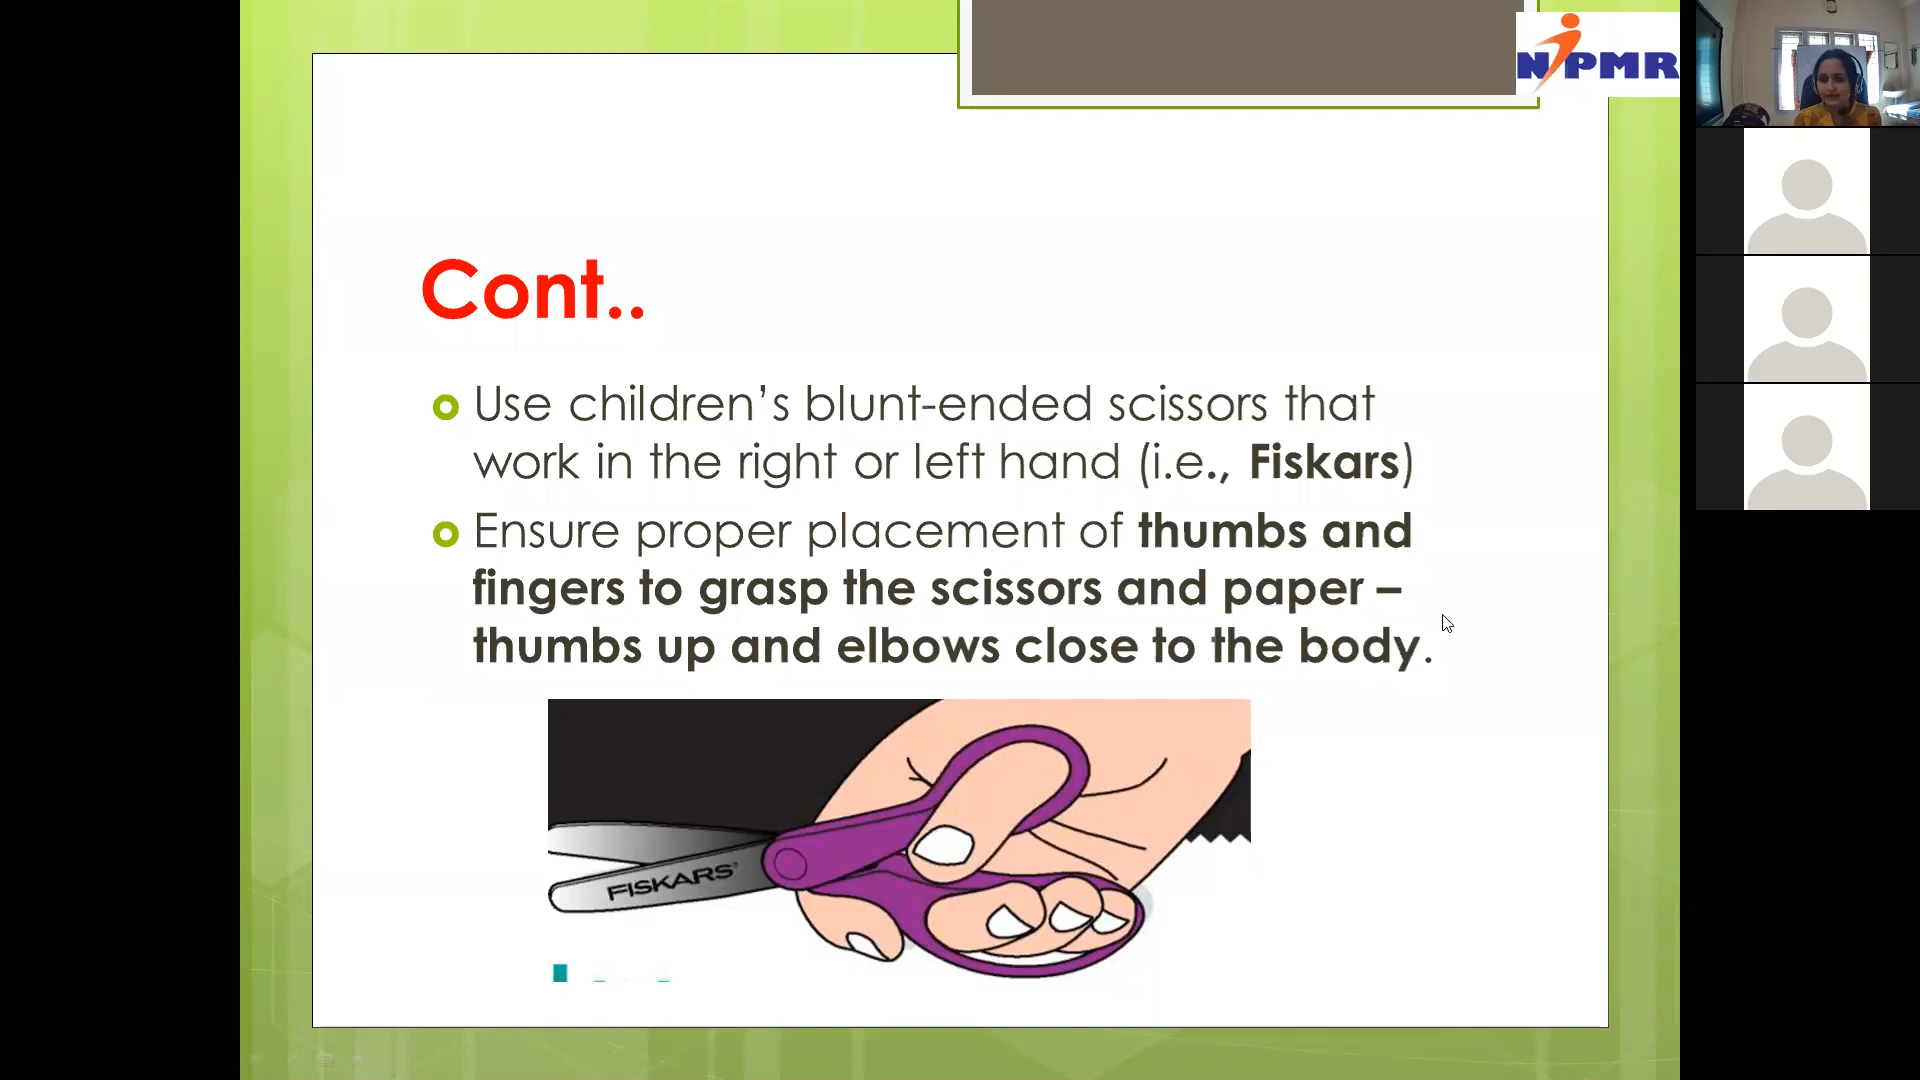 NIPMR
Cont..
Use children’s blunt-ended scissors that
work in the right or left hand (i.e., Fiskars)
Ensure proper placement of thumbs and
fingers to grasp the scissors and paper –
thumbs up and elbows close to the body.
FISKARS